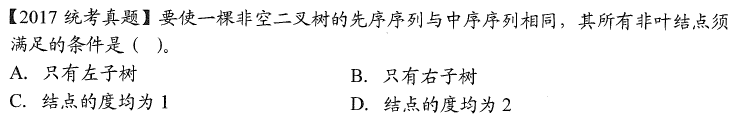 【2017 统考真题】要使一棵非空二叉树的先序序列与中序序列相同，其所有非叶结点须
满足的条件是（　）。
A. 只有左子树　B. 只有右子树
C. 结点的度均为 1　D. 结点的度均为 2